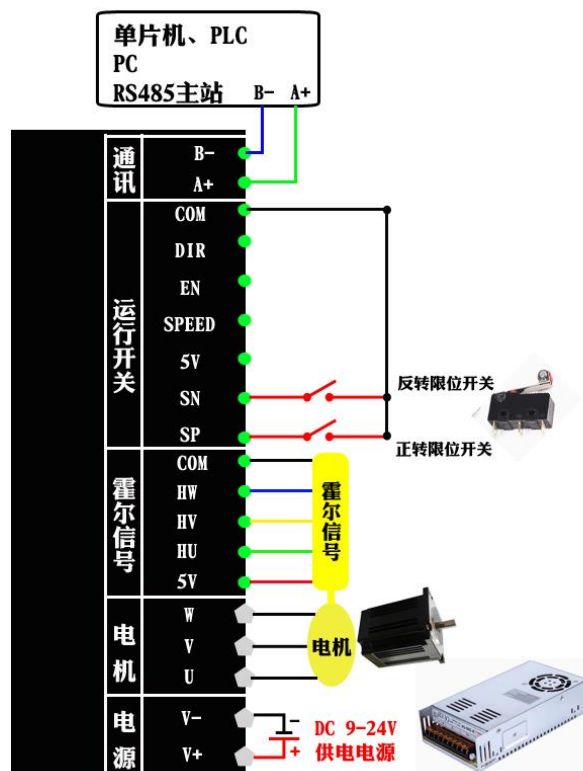 单片机、PLC
PC
RS485主站 B- A+
通讯
B-
A+
运行开关
COM
DIR
EN
SPEED
5V
SN
SP
反转限位开关
正转限位开关
霍尔信号
COM
HW
HV
HU
5V
霍尔信号
电机
W
V
U
电机
电源
V-
V+
-
+
DC 9-24V
供电电源